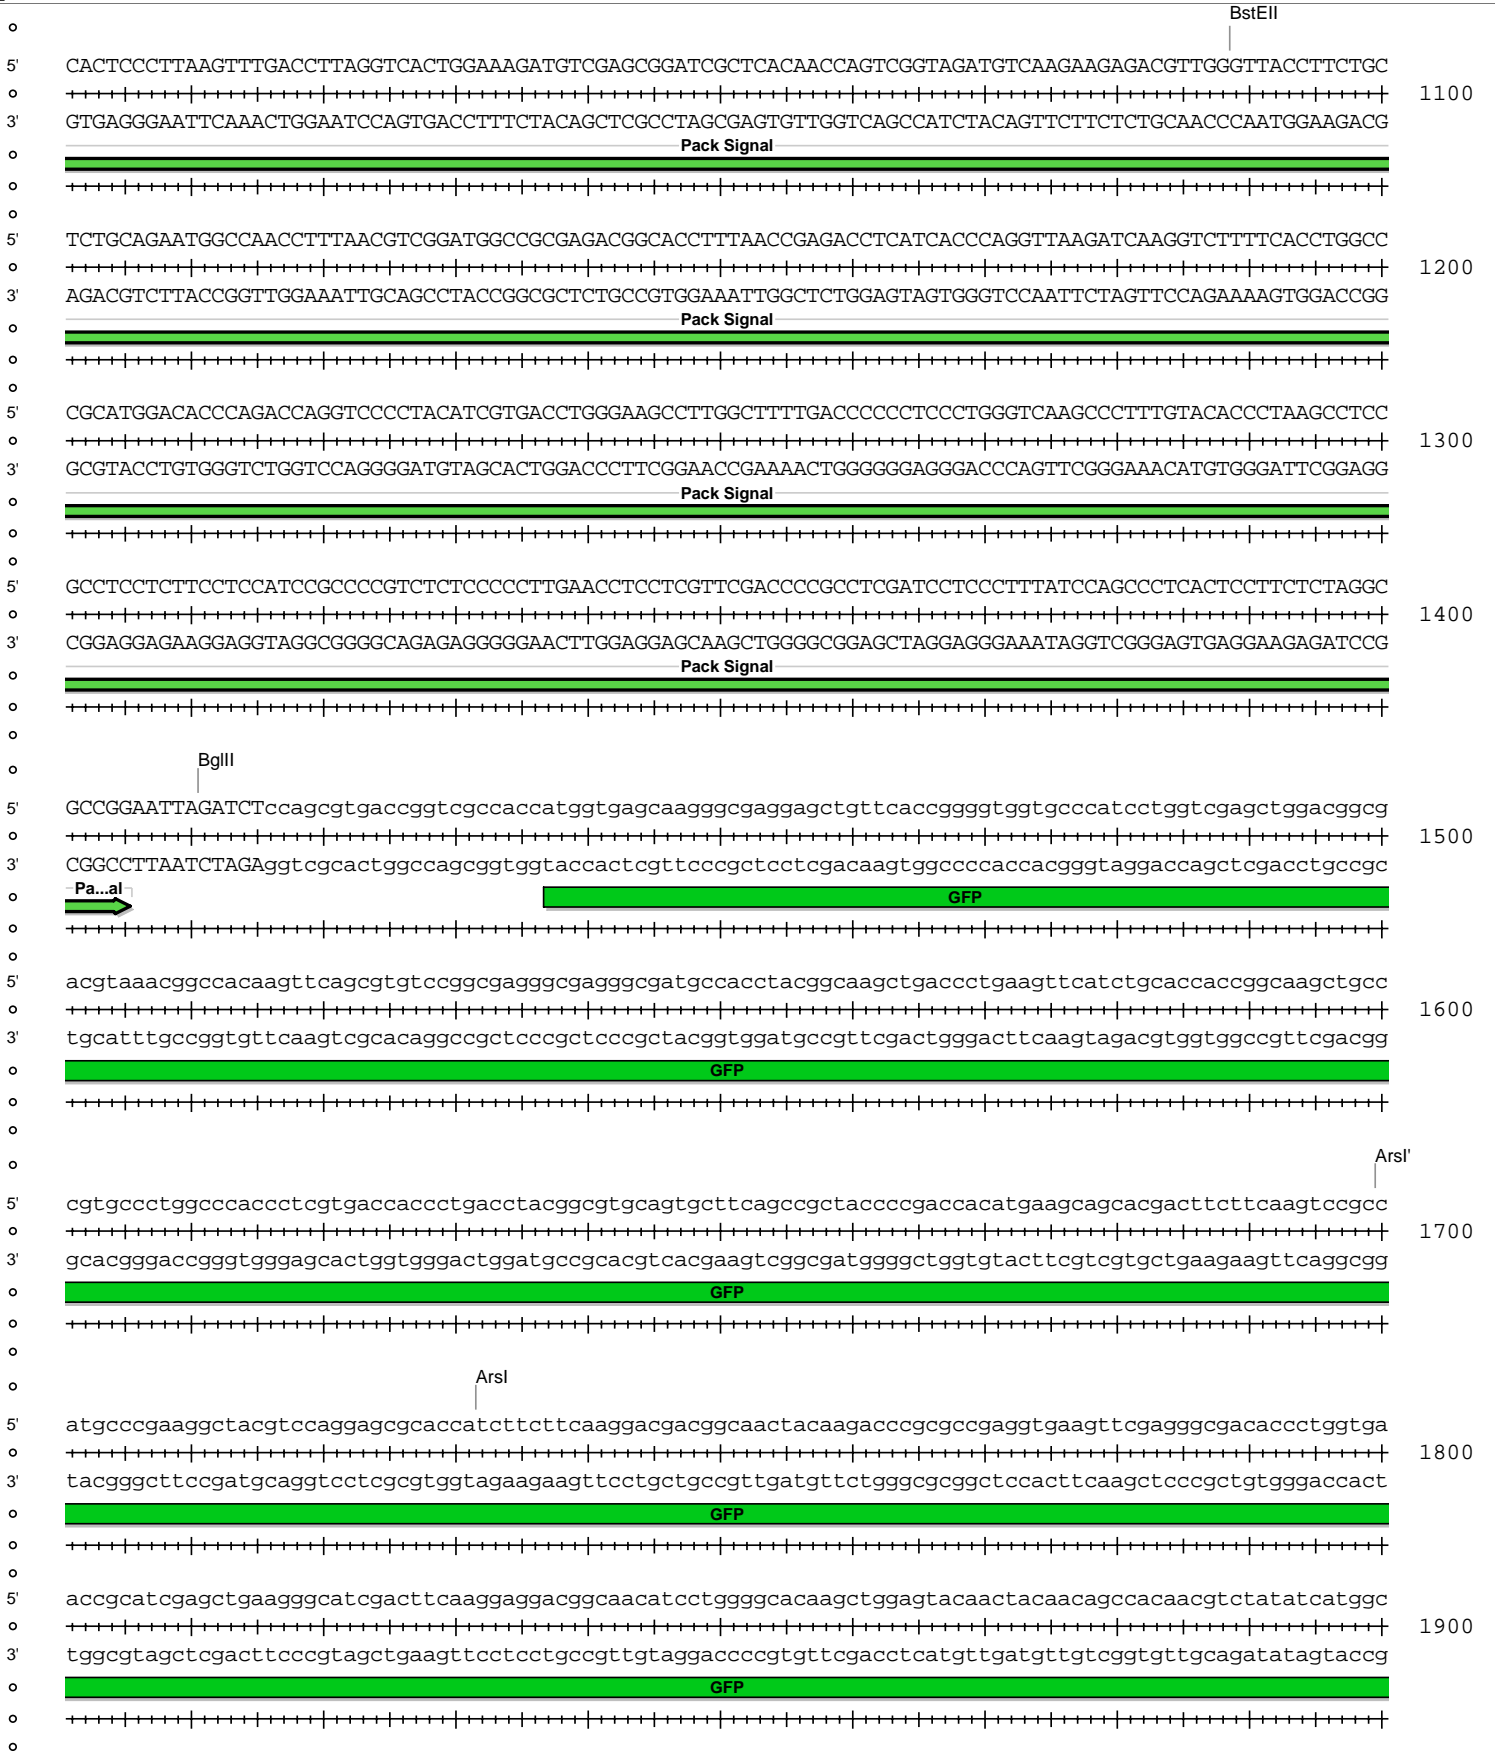 BstEII
5' CACTCCCTTAAGTTTGACCTTAGGTCACTGGAAAGATGTCGAGCGGATCGCTCACAACCAGTCGGTAGATGTCAAGAAGAGACGTTGGGTTACCTTCTGC
1100
3' GTGAGGGAATTCAAACTGGAATCCAGTGACCTTTCTACAGCTCGCCTAGCGAGTGTTGGTCAGCCATCTACAGTTCTTCTCTGCAACCCAATGGAAGACG
Pack Signal
5' TCTGCAGAATGGCCAACCTTTAACGTCGGATGGCCGCGAGACGGCACCTTTAACCGAGACCTCATCACCCAGGTTAAGATCAAGGTCTTTTCACCTGGCC
1200
3' AGACGTCTTACCGGTTGGAAATTGCAGCCTACCGGCGCTCTGCCGTGGAAATTGGCTCTGGAGTAGTGGGTCCAATTCTAGTTCCAGAAAAGTGGACCGG
Pack Signal
5' CGCATGGACACCCAGACCAGGTCCCCTACATCGTGACCTGGGAAGCCTTGGCTTTTGACCCCCCTCCCTGGGTCAAGCCCTTTGTACACCCTAAGCCTCC
1300
3' GCGTACCTGTGGGTCTGGTCCAGGGGATGTAGCACTGGACCCTTCGGAACCGAAAACTGGGGGGAGGGACCCAGTTCGGGAAACATGTGGGATTCGGAGG
Pack Signal
5' GCCTCCTCTTCCTCCATCCGCCCCGTCTCTCCCCCTTGAACCTCCTCGTTCGACCCCGCCTCGATCCTCCCTTTATCCAGCCCTCACTCCTTCTCTAGGC
1400
3' CGGAGGAGAAGGAGGTAGGCGGGGCAGAGAGGGGGAACTTGGAGGAGCAAGCTGGGGCGGAGCTAGGAGGGAAATAGGTCGGGAGTGAGGAAGAGATCCG
Pack Signal
BglII
5' GCCGGAATTAGATCTccagcgtgaccggtcgccaccatggtgagcaagggcgaggagctgttcaccggggtggtgcccatcctggtcgagctggacggcg
1500
3' CGGCCTTAATCTAGAggtcgcactggccagcggtggtaccactcgttcccgctcctcgacaagtggccccaccacgggtaggaccagctcgacctgccgc
Pa...al
GFP
5' acgtaaacggccacaagttcagcgtgtccggcgagggcgagggcgatgccacctacggcaagctgaccctgaagttcatctgcaccaccggcaagctgcc
1600
3' tgcatttgccggtgttcaagtcgcacaggccgctcccgctcccgctacggtggatgccgttcgactgggacttcaagtagacgtggtggccgttcgacgg
GFP
ArsI'
5' cgtgccctggcccaccctcgtgaccaccctgacctacggcgtgcagtgcttcagccgctaccccgaccacatgaagcagcacgacttcttcaagtccgcc
1700
3' gcacgggaccgggtgggagcactggtgggactggatgccgcacgtcacgaagtcggcgatggggctggtgtacttcgtcgtgctgaagaagttcaggcgg
GFP
ArsI
5' atgcccgaaggctacgtccaggagcgcaccatcttcttcaaggacgacggcaactacaagacccgcgccgaggtgaagttcgagggcgacaccctggtga
1800
3' tacgggcttccgatgcaggtcctcgcgtggtagaagaagttcctgctgccgttgatgttctgggcgcggctccacttcaagctcccgctgtgggaccact
GFP
5' accgcatcgagctgaagggcatcgacttcaaggaggacggcaacatcctggggcacaagctggagtacaactacaacagccacaacgtctatatcatggc
1900
3' tggcgtagctcgacttcccgtagctgaagttcctcctgccgttgtaggaccccgtgttcgacctcatgttgatgttgtcggtgttgcagatatagtaccg
GFP